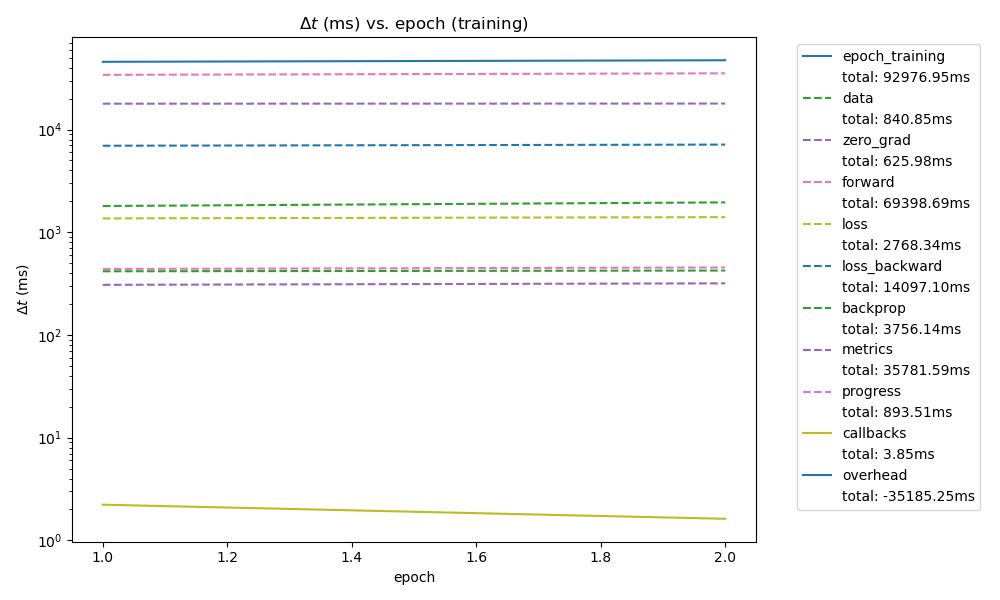 Δt (ms) vs. epoch (training)
Δt (ms)
10^4
10^3
10^2
10^1
10^0
1.0
1.2
1.4
1.6
1.8
2.0
epoch
epoch_training
total: 92976.95ms
data
total: 840.85ms
zero_grad
total: 625.98ms
forward
total: 69398.69ms
loss
total: 2768.34ms
loss_backward
total: 14097.10ms
backprop
total: 3756.14ms
metrics
total: 35781.59ms
progress
total: 893.51ms
callbacks
total: 3.85ms
overhead
total: -35185.25ms